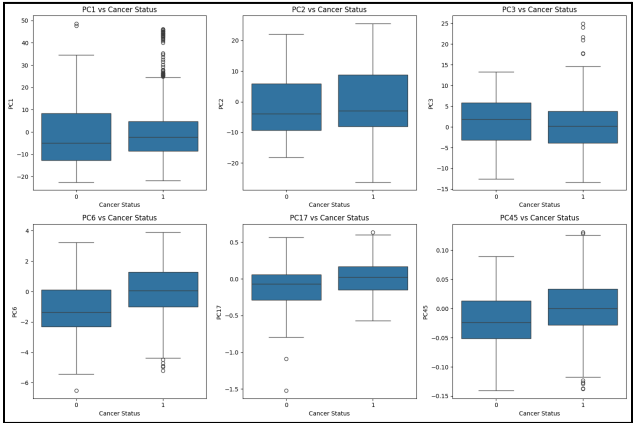 PC1 vs Cancer Status
PC2 vs Cancer Status
PC3 vs Cancer Status
50
40
30
20
10
0
−10
−20
PC1
0
1
Cancer Status
20
10
0
−10
−20
PC2
0
1
Cancer Status
25
20
15
10
5
0
−5
−10
−15
PC3
0
1
Cancer Status
PC6 vs Cancer Status
PC17 vs Cancer Status
PC45 vs Cancer Status
4
2
0
−2
−4
−6
PC6
0
1
Cancer Status
0.5
0.0
−0.5
−1.0
−1.5
PC17
0
1
Cancer Status
0.10
0.05
0.00
−0.05
−0.10
−0.15
PC45
0
1
Cancer Status